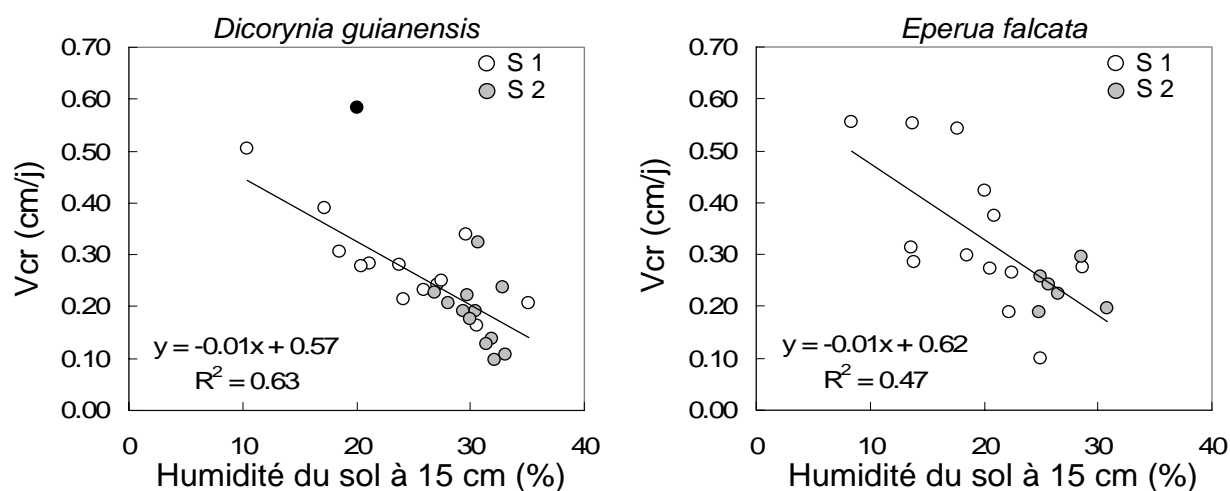 Dicorynia guianensis
0.70
0.60
0.50
0.40
0.30
0.20
0.10
0.00
Vcr (cm/j)
S 1
S 2
y = -0.01x + 0.57
R² = 0.63
0 10 20 30 40
Humidité du sol à 15 cm (%)
Eperua falcata
0.70
0.60
0.50
0.40
0.30
0.20
0.10
0.00
Vcr (cm/j)
S 1
S 2
y = -0.01x + 0.62
R² = 0.47
0 10 20 30 40
Humidité du sol à 15 cm (%)